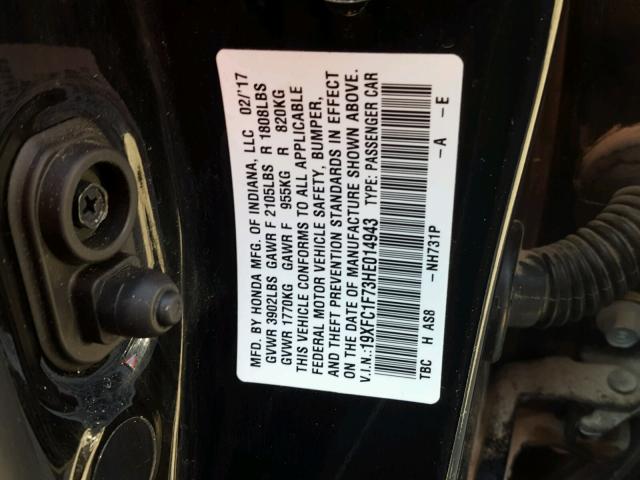 MFD. BY HONDA MFG. OF INDIANA, LLC 02/'17
GVWR 3902LBS GAWR F 2105LBS R 1808LBS
GVWR 1770KG GAWR F 955KG R 820KG
THIS VEHICLE CONFORMS TO ALL APPLICABLE
FEDERAL MOTOR VEHICLE SAFETY, BUMPER,
AND THEFT PREVENTION STANDARDS IN EFFECT
ON THE DATE OF MANUFACTURE SHOWN ABOVE.
V.I.N.:19XFC1F73HE014943 TYPE: PASSENGER CAR
TBC H AS8 -NH731P -A -E